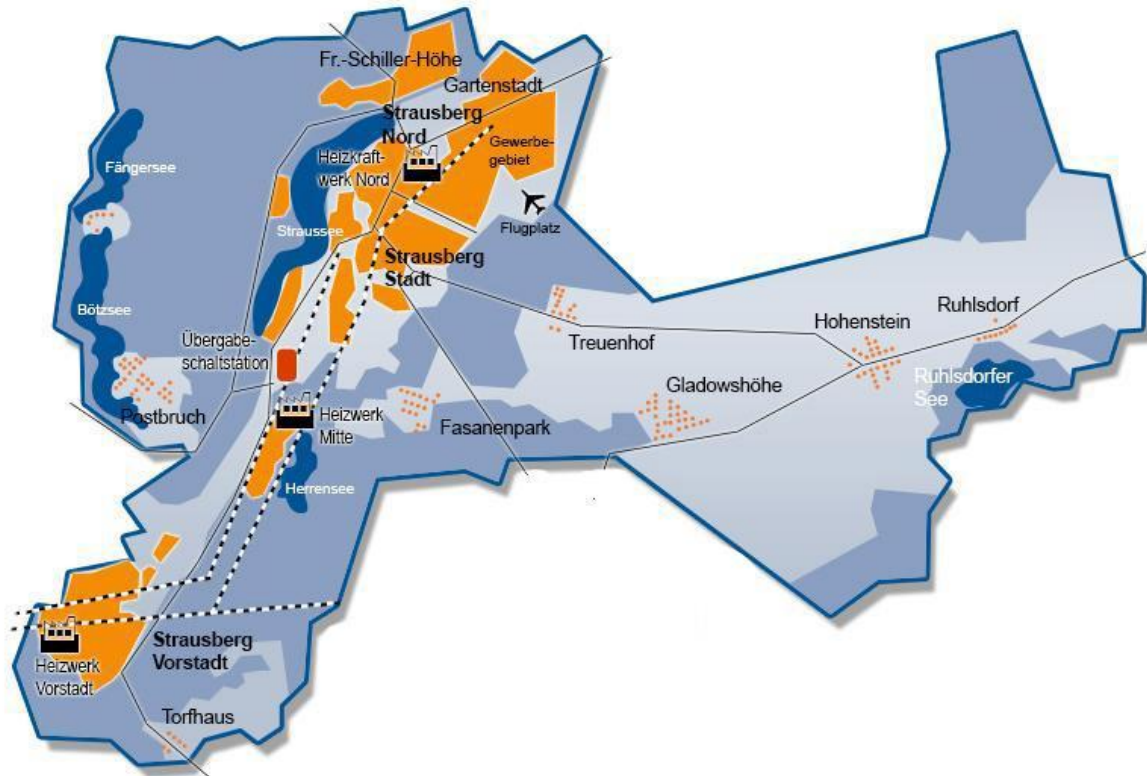 Fr.-Schiller-Höhe
Gartenstadt
Strausberg
Nord
Gewerbe-
gebiet
Heizkraft-
werk Nord
Fängersee
Straussee
Flugplatz
Strausberg
Stadt
Bötzsee
Übergabe-
schaltstation
Treuenhof
Hohenstein
Ruhlsdorf
Ruhlsdorfer
See
Gladowshöhe
Postbruch
Heizwerk
Mitte
Fasanenpark
Herrensee
Strausberg
Vorstadt
Heizwerk
Vorstadt
Torfhaus